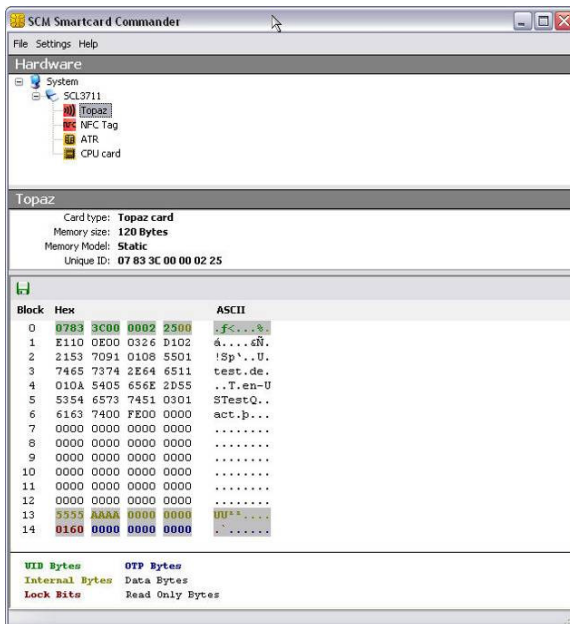 SCM Smartcard Commander
File Settings Help
Hardware
System
SCL3711
Topaz
NFC Tag
ATR
CPU card
Topaz
Card type: Topaz card
Memory size: 120 Bytes
Memory Model: Static
Unique ID: 07 83 3C 00 00 02 25
Block Hex ASCII
0 0783 3C00 0002 2500 .ƒ<...%.
1 E110 0E00 0326 D102 á....&Ñ.
2 2153 7091 0108 5501 !Sp‘..U.
3 7465 7374 2E64 6511 test.de.
4 010A 5405 656E 2D55 ..T.en-U
5 5354 6573 7451 0301 STestQ..
6 6163 7400 FE00 0000 act.þ...
7 0000 0000 0000 0000 ........
8 0000 0000 0000 0000 ........
9 0000 0000 0000 0000 ........
10 0000 0000 0000 0000 ........
11 0000 0000 0000 0000 ........
12 0000 0000 0000 0000 ........
13 5555 AAAA 0000 0000 UUªª....
14 0160 0000 0000 0000 .`......
UID Bytes OTP Bytes
Internal Bytes Data Bytes
Lock Bits Read Only Bytes